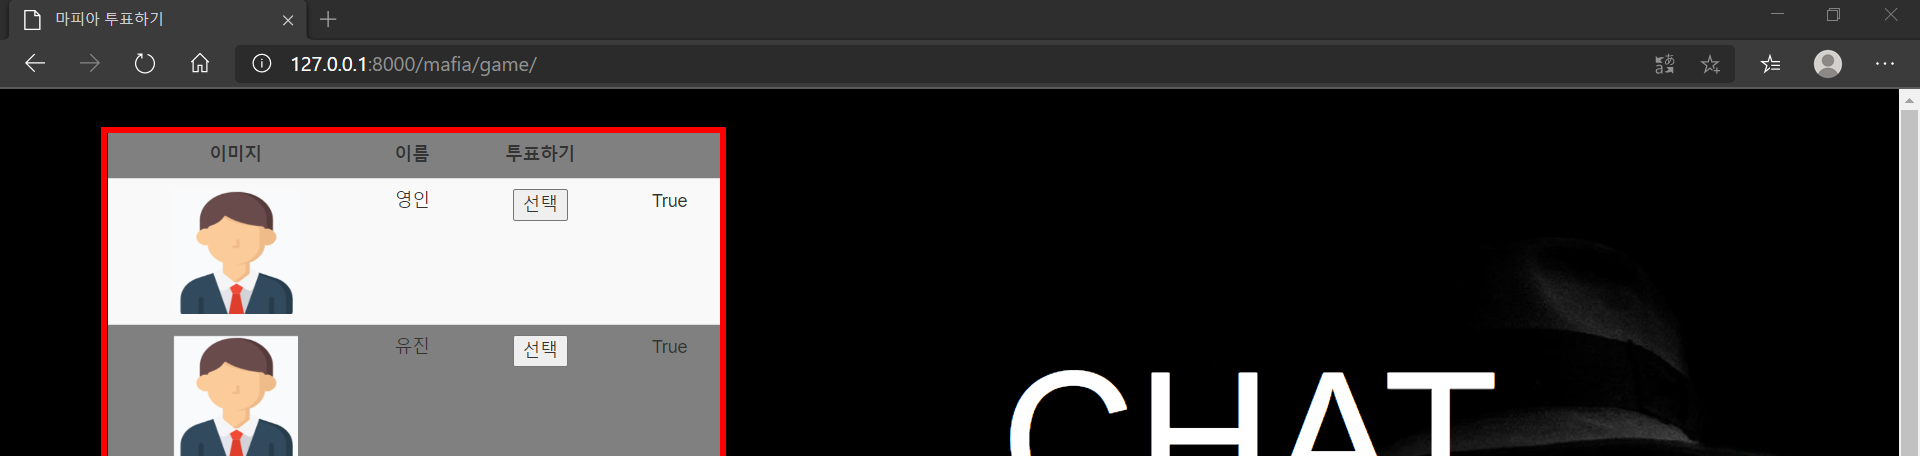 마피아 투표하기
127.0.0.1:8000/mafia/game/
이미지 이름 투표하기
영인 선택 True
유진 선택 True
CHAT